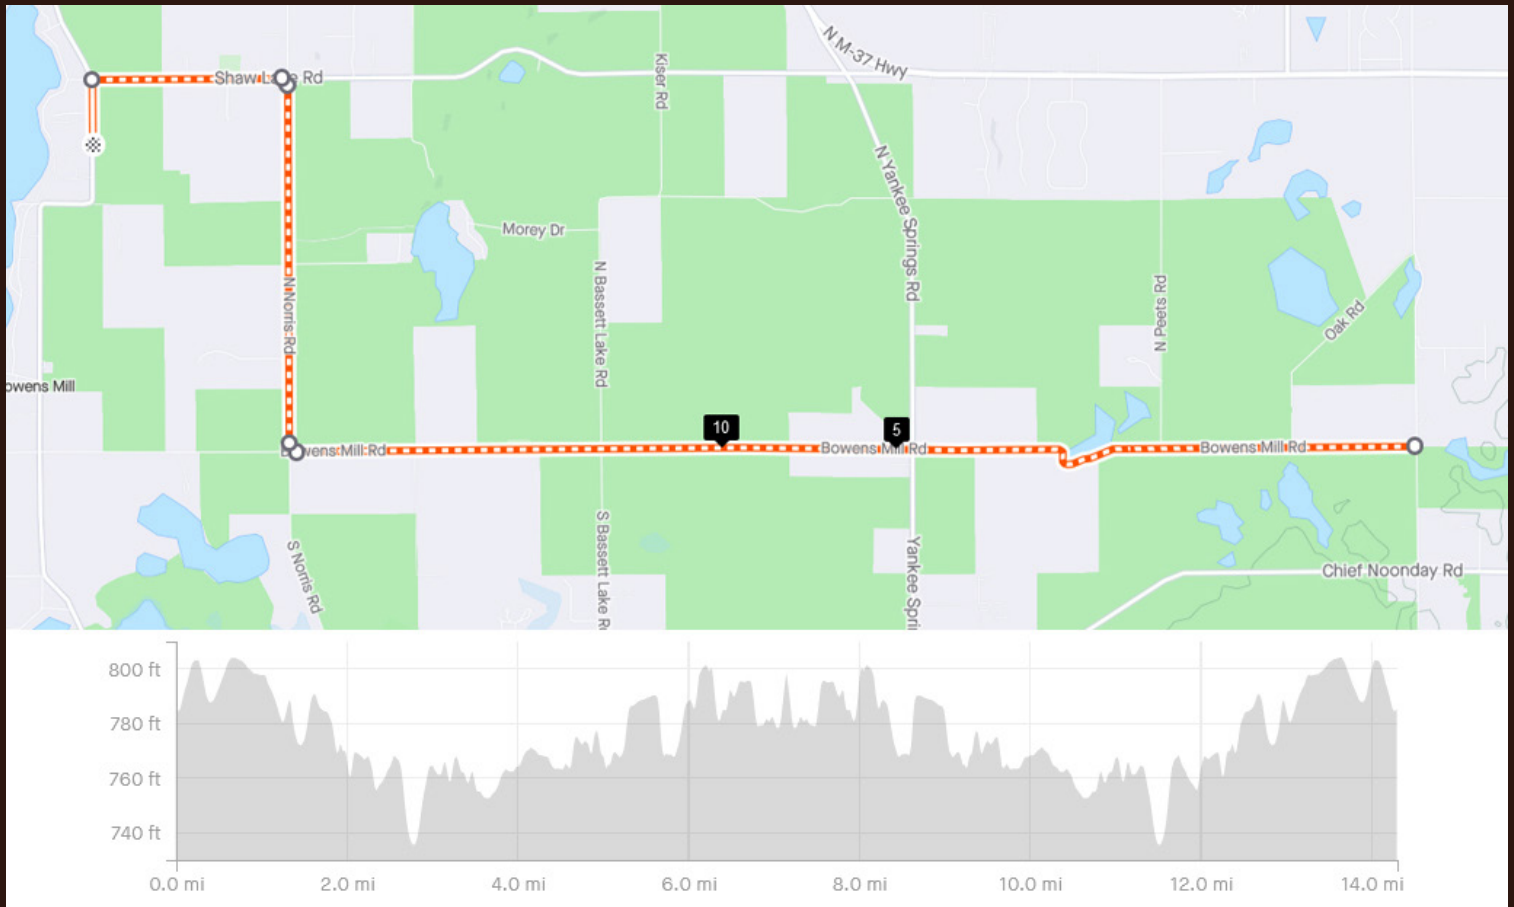 N M-37 Hwy
Shaw La e Rd
Kiser Rd
N Yankee Springs Rd
Morey Dr
N Bassett Lake Rd
N Norris Rd
N Peets Rd
Oak Rd
owens Mill
10
5
Bowens Mill Rd
Bowens Mill Rd
Bowens Mill Rd
S Norris Rd
S Bassett Lake R
Yankee Spri
Chief Noonday Rd
800 ft
780 ft
760 ft
740 ft
0.0 mi
2.0 mi
4.0 mi
6.0 mi
8.0 mi
10.0 mi
12.0 mi
14.0 mi